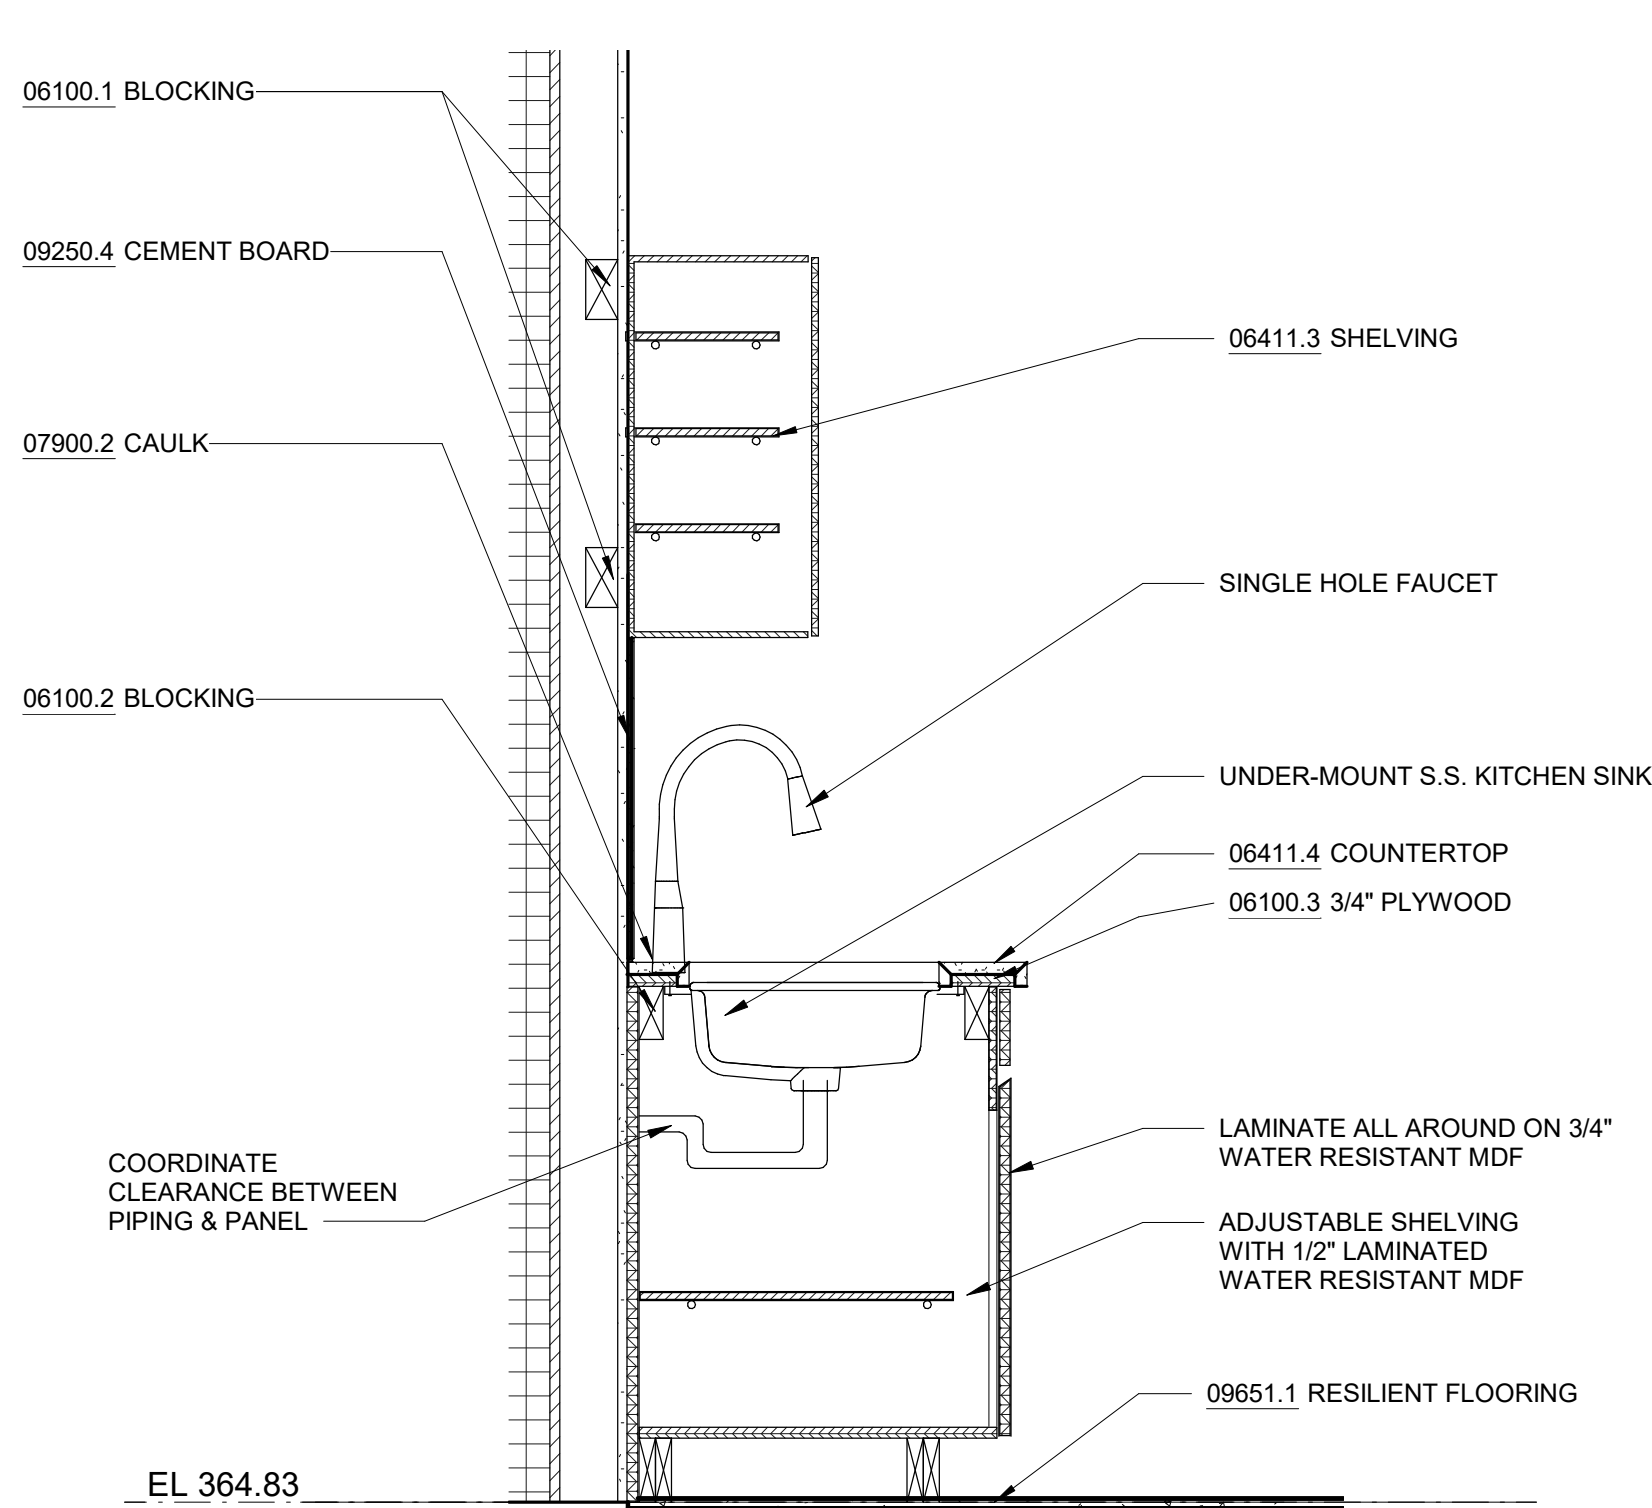 06100.1 BLOCKING
09250.4 CEMENT BOARD
07900.2 CAULK
06100.2 BLOCKING
COORDINATE
CLEARANCE BETWEEN
PIPING & PANEL
EL 364.83
06411.3 SHELVING
SINGLE HOLE FAUCET
UNDER-MOUNT S.S. KITCHEN SINK
06411.4 COUNTERTOP
06100.3 3/4" PLYWOOD
LAMINATE ALL AROUND ON 3/4"
WATER RESISTANT MDF
ADJUSTABLE SHELVING
WITH 1/2" LAMINATED
WATER RESISTANT MDF
09651.1 RESILIENT FLOORING